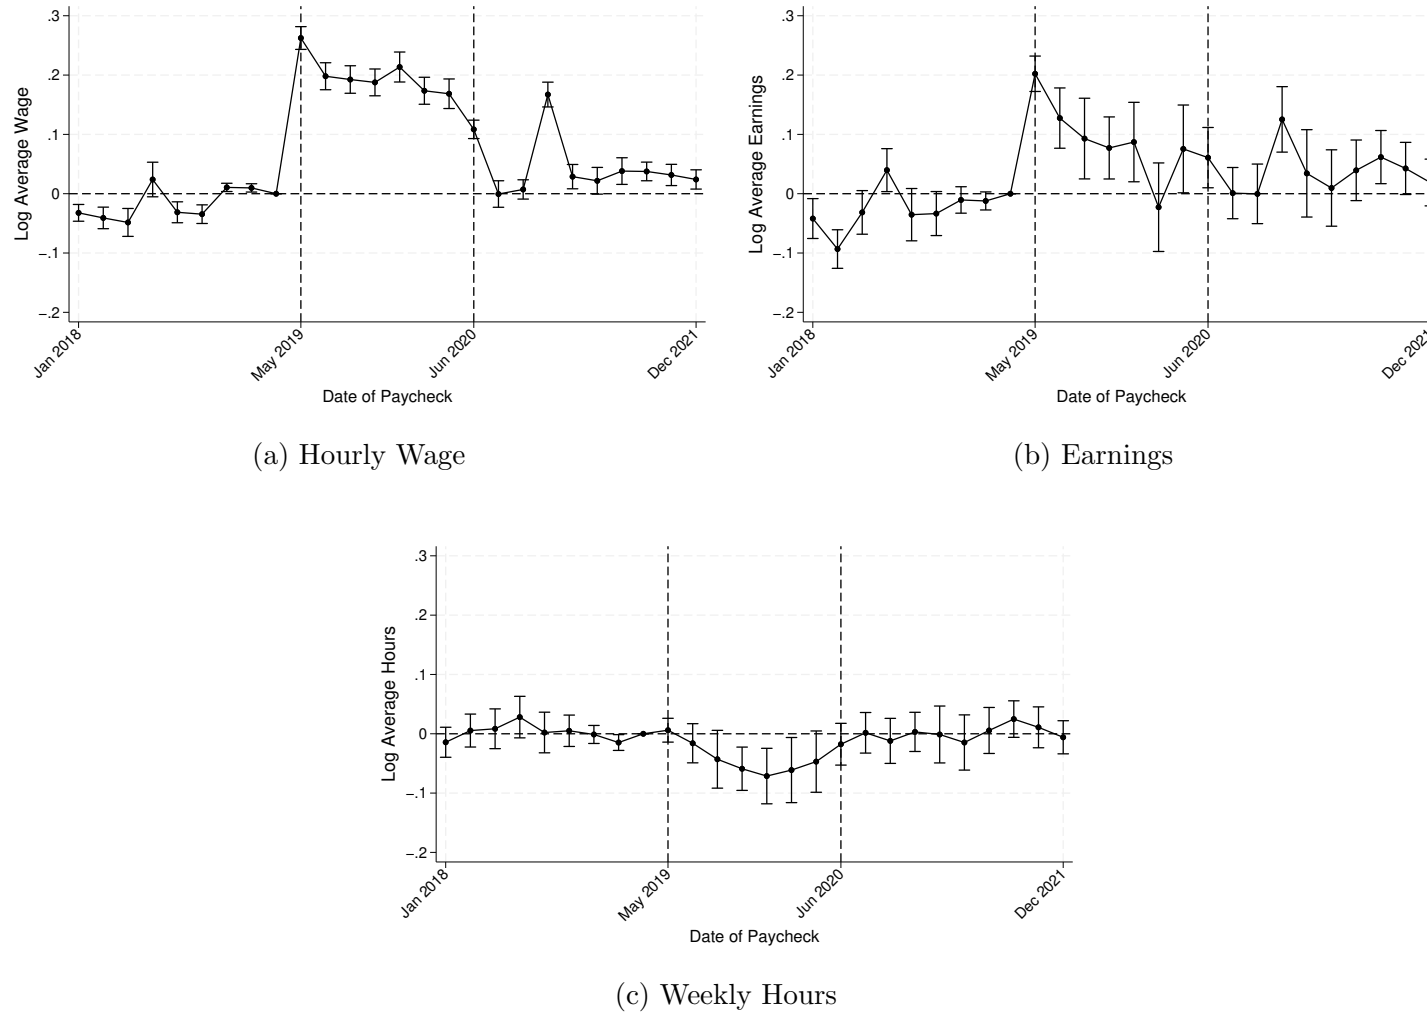 .3
.2
.1
0
−.1
−.2
Log Average Wage
Jan 2018
May 2019
Jun 2020
Dec 2021
Date of Paycheck
(a) Hourly Wage
.3
.2
.1
0
−.1
−.2
Log Average Earnings
Jan 2018
May 2019
Jun 2020
Dec 2021
Date of Paycheck
(b) Earnings
.3
.2
.1
0
−.1
−.2
Log Average Hours
Jan 2018
May 2019
Jun 2020
Dec 2021
Date of Paycheck
(c) Weekly Hours